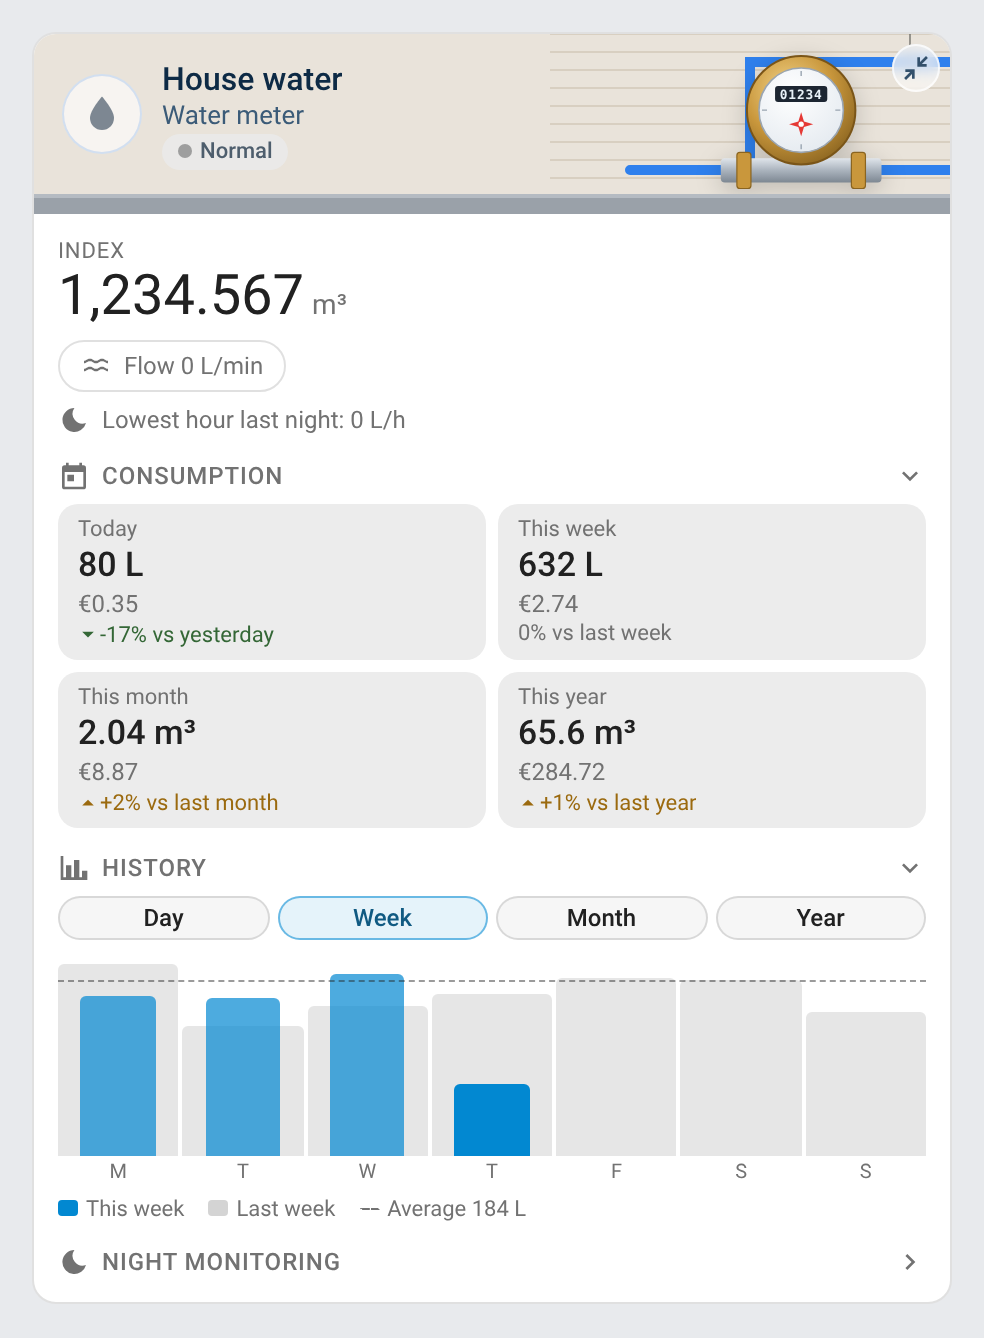 House water
Water meter
Normal
01234
INDEX
1,234.567 m³
Flow 0 L/min
Lowest hour last night: 0 L/h
CONSUMPTION
Today
80 L
€0.35
-17% vs yesterday
This week
632 L
€2.74
0% vs last week
This month
2.04 m³
€8.87
+2% vs last month
This year
65.6 m³
€284.72
+1% vs last year
HISTORY
Day Week Month Year
M T W T F S S
This week Last week Average 184 L
NIGHT MONITORING